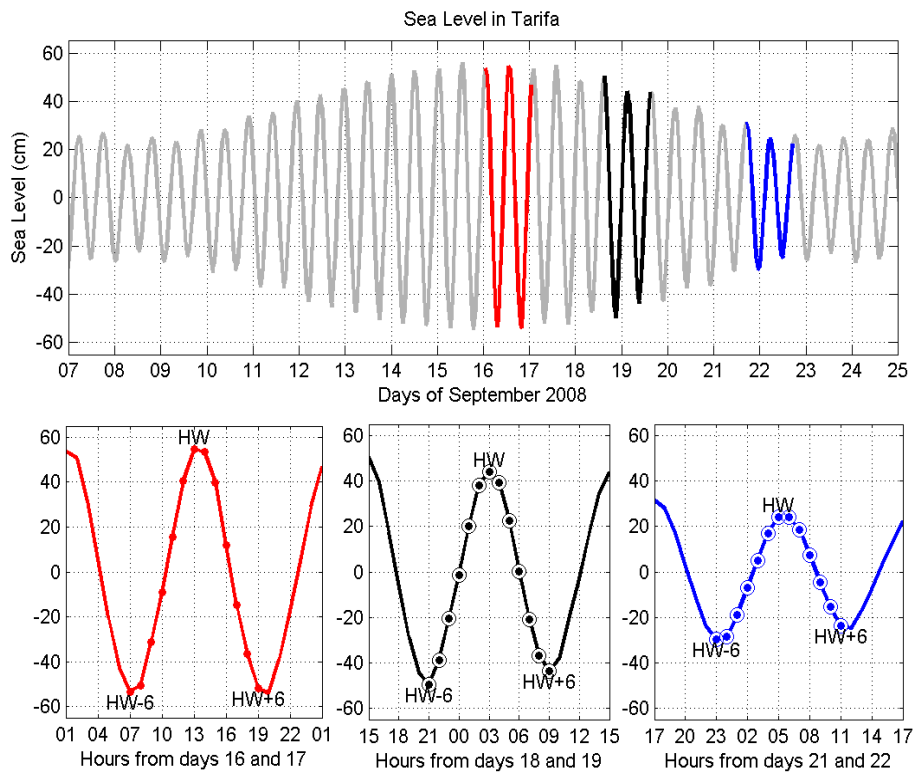 Sea Level in Tarifa
Sea Level (cm)
60
40
20
0
-20
-40
-60
07 08 09 10 11 12 13 14 15 16 17 18 19 20 21 22 23 24 25
Days of September 2008
60
40
20
0
-20
-40
-60
HW
HW-6
HW+6
01 04 07 10 13 16 19 22 01
Hours from days 16 and 17
60
40
20
0
-20
-40
-60
HW
HW-6
HW+6
15 18 21 00 03 06 09 12 15
Hours from days 18 and 19
60
40
20
0
-20
-40
-60
HW
HW-6
HW+6
17 20 23 02 05 08 11 14 17
Hours from days 21 and 22